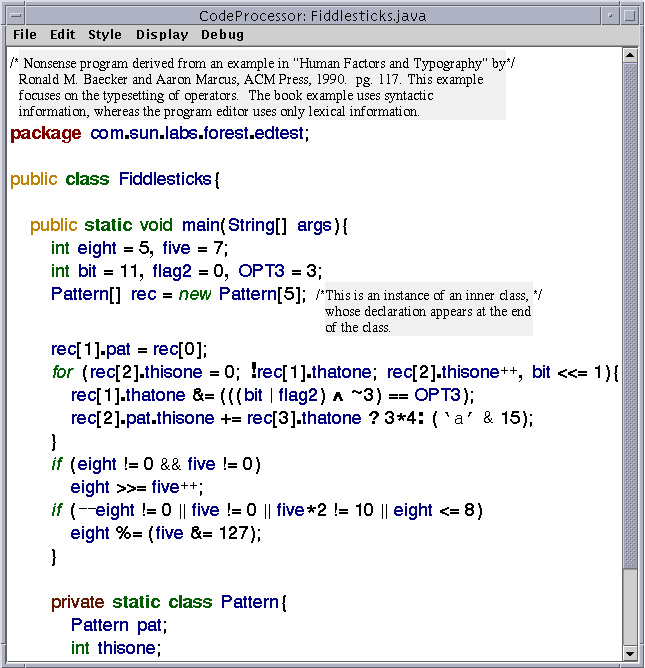 CodeProcessor: Fiddlesticks.java
File Edit Style Display Debug
/* Nonsense program derived from an example in "Human Factors and Typography" by*/
Ronald M. Baecker and Aaron Marcus, ACM Press, 1990. pg. 117. This example
focuses on the typesetting of operators. The book example uses syntactic
information, whereas the program editor uses only lexical information.
package com.sun.labs.forest.edtest;
public class Fiddlesticks{
public static void main(String[] args){
int eight = 5, five = 7;
int bit = 11, flag2 = 0, OPT3 = 3;
Pattern[] rec = new Pattern[5]; /*This is an instance of an inner class, */
whose declaration appears at the end
of the class.
rec[1].pat = rec[0];
for (rec[2].thisone = 0; !rec[1].thatone; rec[2].thisone++, bit <<= 1){
rec[1].thatone &= (((bit | flag2) ∧ ~3) == OPT3);
rec[2].pat.thisone += rec[3].thatone ? 3*4: (‘a’ & 15);
}
if (eight != 0 && five != 0)
eight >>= five++;
if (--eight != 0 || five != 0 || five*2 != 10 || eight <= 8)
eight %= (five &= 127);
}
private static class Pattern{
Pattern pat;
int thisone;